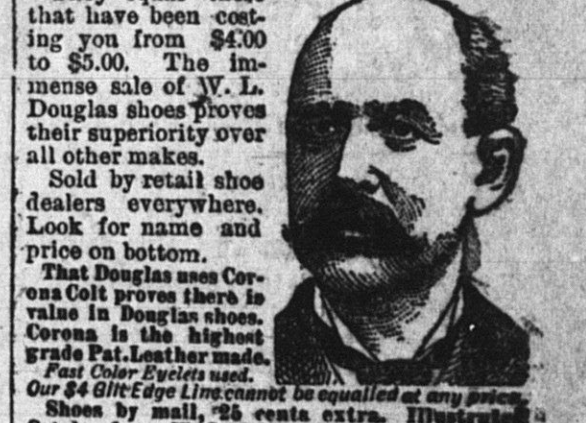 that have been cost-
ing you from $4.00
to $5.00. The im-
mense sale of W. L.
Douglas shoes proves
their superiority over
all other makes.
Sold by retail shoe
dealers everywhere.
Look for name and
price on bottom.
That Douglas uses Cor-
ona Colt proves there is
value in Douglas shoes.
Corona is the highest
grade Pat. Leather made.
Fast Color Eyelets used.
Our $4 Gilt Edge Line cannot be equalled at any price.
Shoes by mail, 25 cents extra. Illustrated